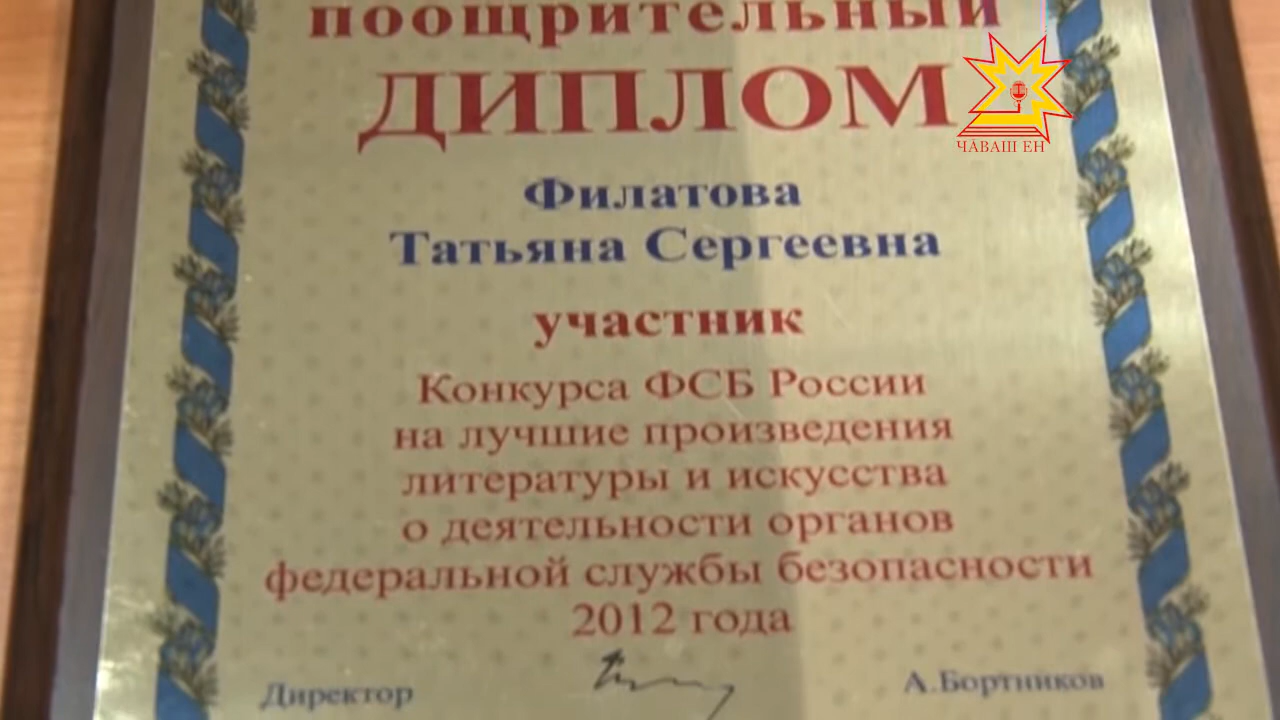 поощрительный
ДИПЛОМ
ЧӐВАШ ЕН
Филатова
Татьяна Сергеевна
участник
Конкурса ФСБ России
на лучшие произведения
литературы и искусства
о деятельности органов
федеральной службы безопасности
2012 года
Директор
А.Бортников